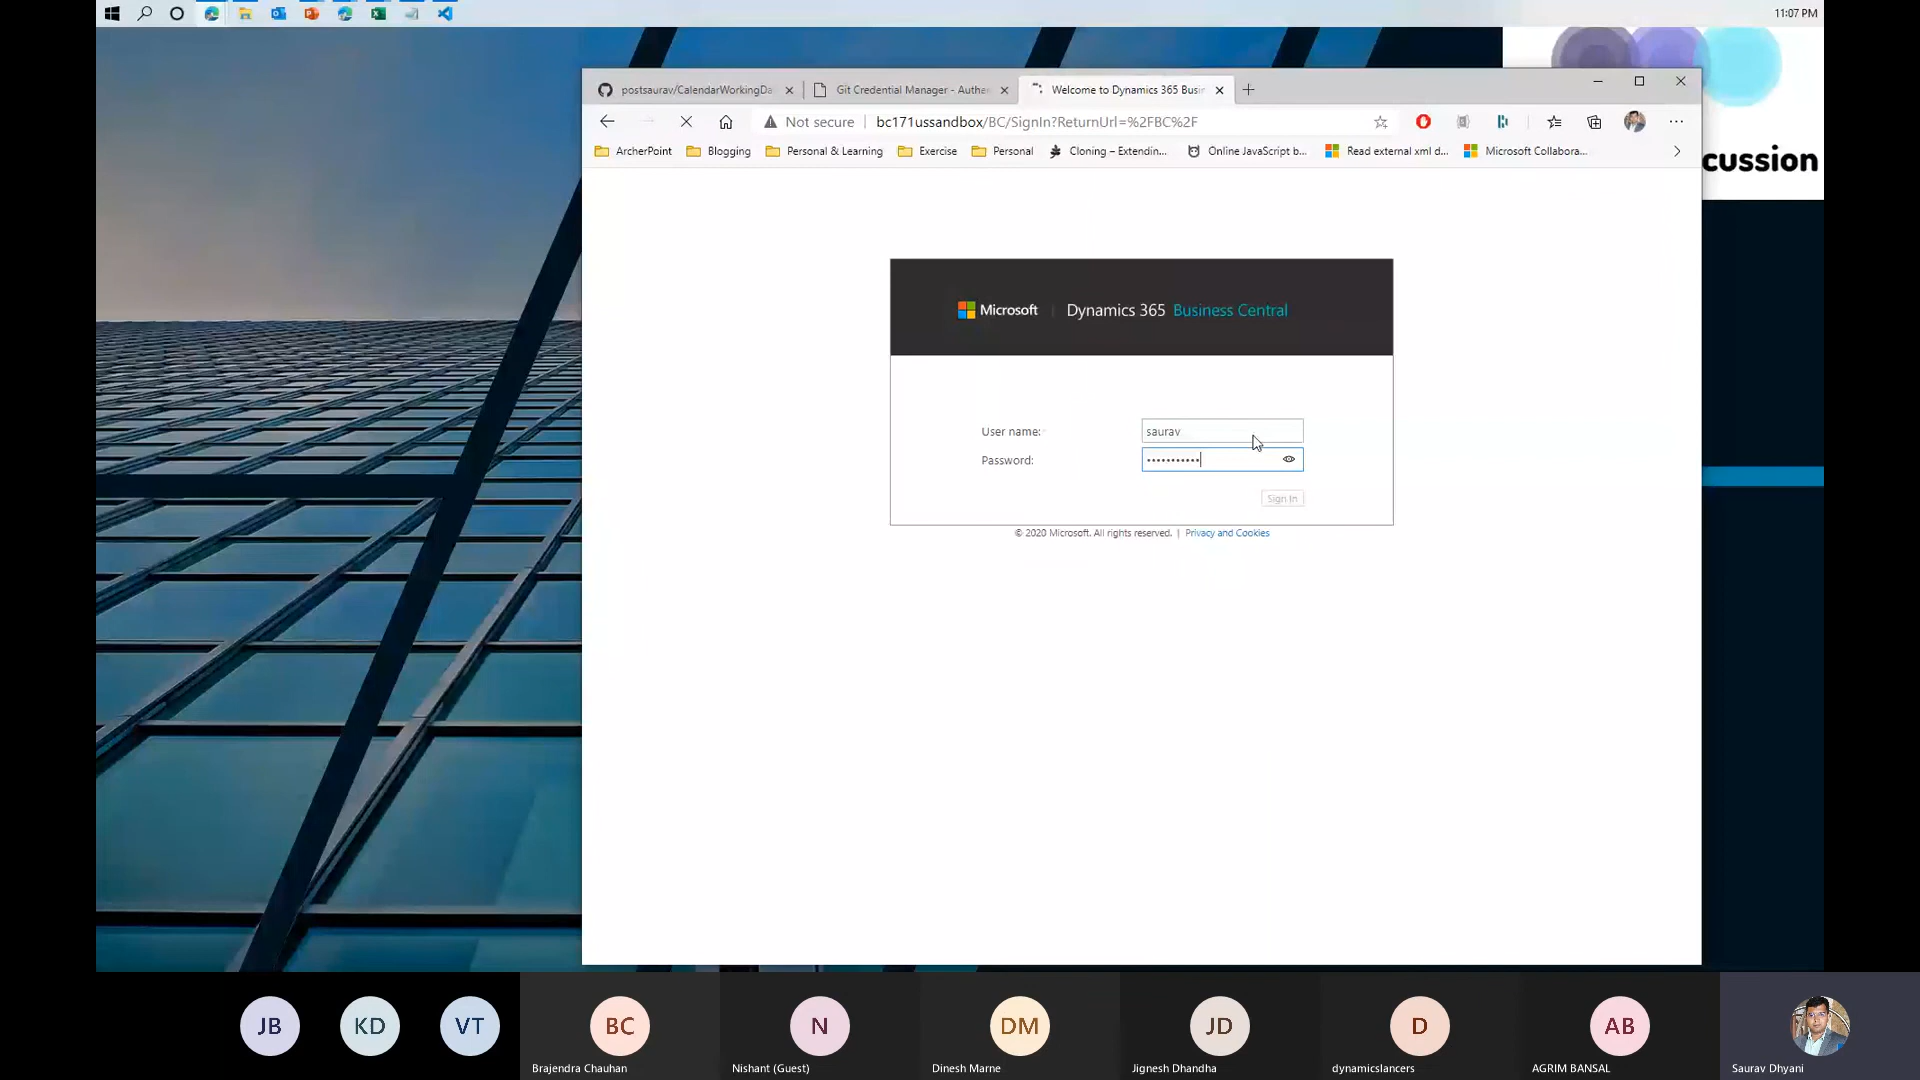 11:07 PM
postsaurav/CalendarWorkingDa
Git Credential Manager - Authen
Welcome to Dynamics 365 Busin
Not secure
bc171ussandbox/BC/SignIn?ReturnUrl=%2FBC%2F
ArcherPoint
Blogging
Personal & Learning
Exercise
Personal
Cloning – Extendin...
Online JavaScript b...
Read external xml d...
Microsoft Collabora...
cussion
Microsoft
Dynamics 365 Business Central
User name:
saurav
Password:
Sign In
© 2020 Microsoft. All rights reserved. | Privacy and Cookies
JB
KD
VT
BC
N
DM
JD
D
AB
Brajendra Chauhan
Nishant (Guest)
Dinesh Marne
Jignesh Dhandha
dynamicslancers
AGRIM BANSAL
Saurav Dhyani